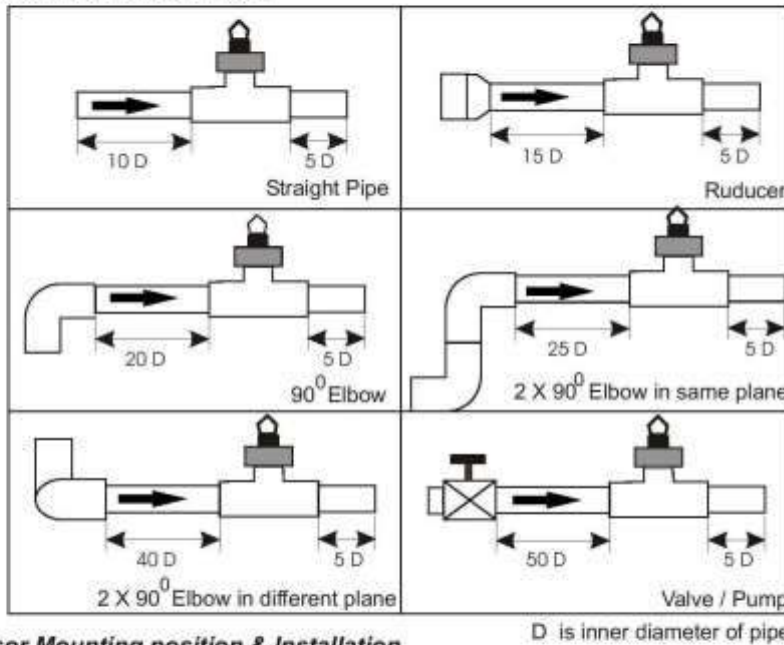 10 D 5 D
Straight Pipe
15 D 5 D
Ruducer
20 D 5 D
90⁰ Elbow
25 D 5 D
2 X 90⁰ Elbow in same plane
40 D 5 D
2 X 90⁰ Elbow in different plane
50 D 5 D
Valve / Pump
D is inner diameter of pipe
Mounting position & Installation